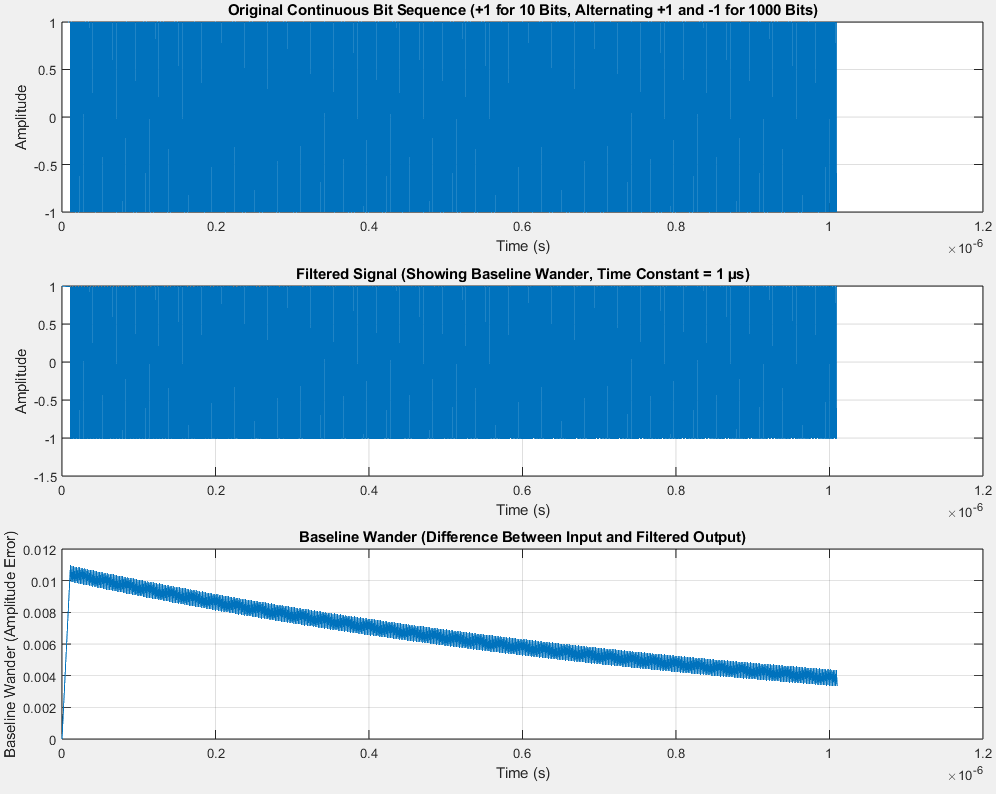 Original Continuous Bit Sequence (+1 for 10 Bits, Alternating +1 and -1 for 1000 Bits)
1
0.5
0
-0.5
-1
Amplitude
0 0.2 0.4 0.6 0.8 1 1.2
Time (s)
×10-6
Filtered Signal (Showing Baseline Wander, Time Constant = 1 µs)
1
0.5
0
-0.5
-1
-1.5
Amplitude
0 0.2 0.4 0.6 0.8 1 1.2
Time (s)
×10-6
Baseline Wander (Difference Between Input and Filtered Output)
0.012
0.01
0.008
0.006
0.004
0.002
0
Baseline Wander (Amplitude Error)
0 0.2 0.4 0.6 0.8 1 1.2
Time (s)
×10-6